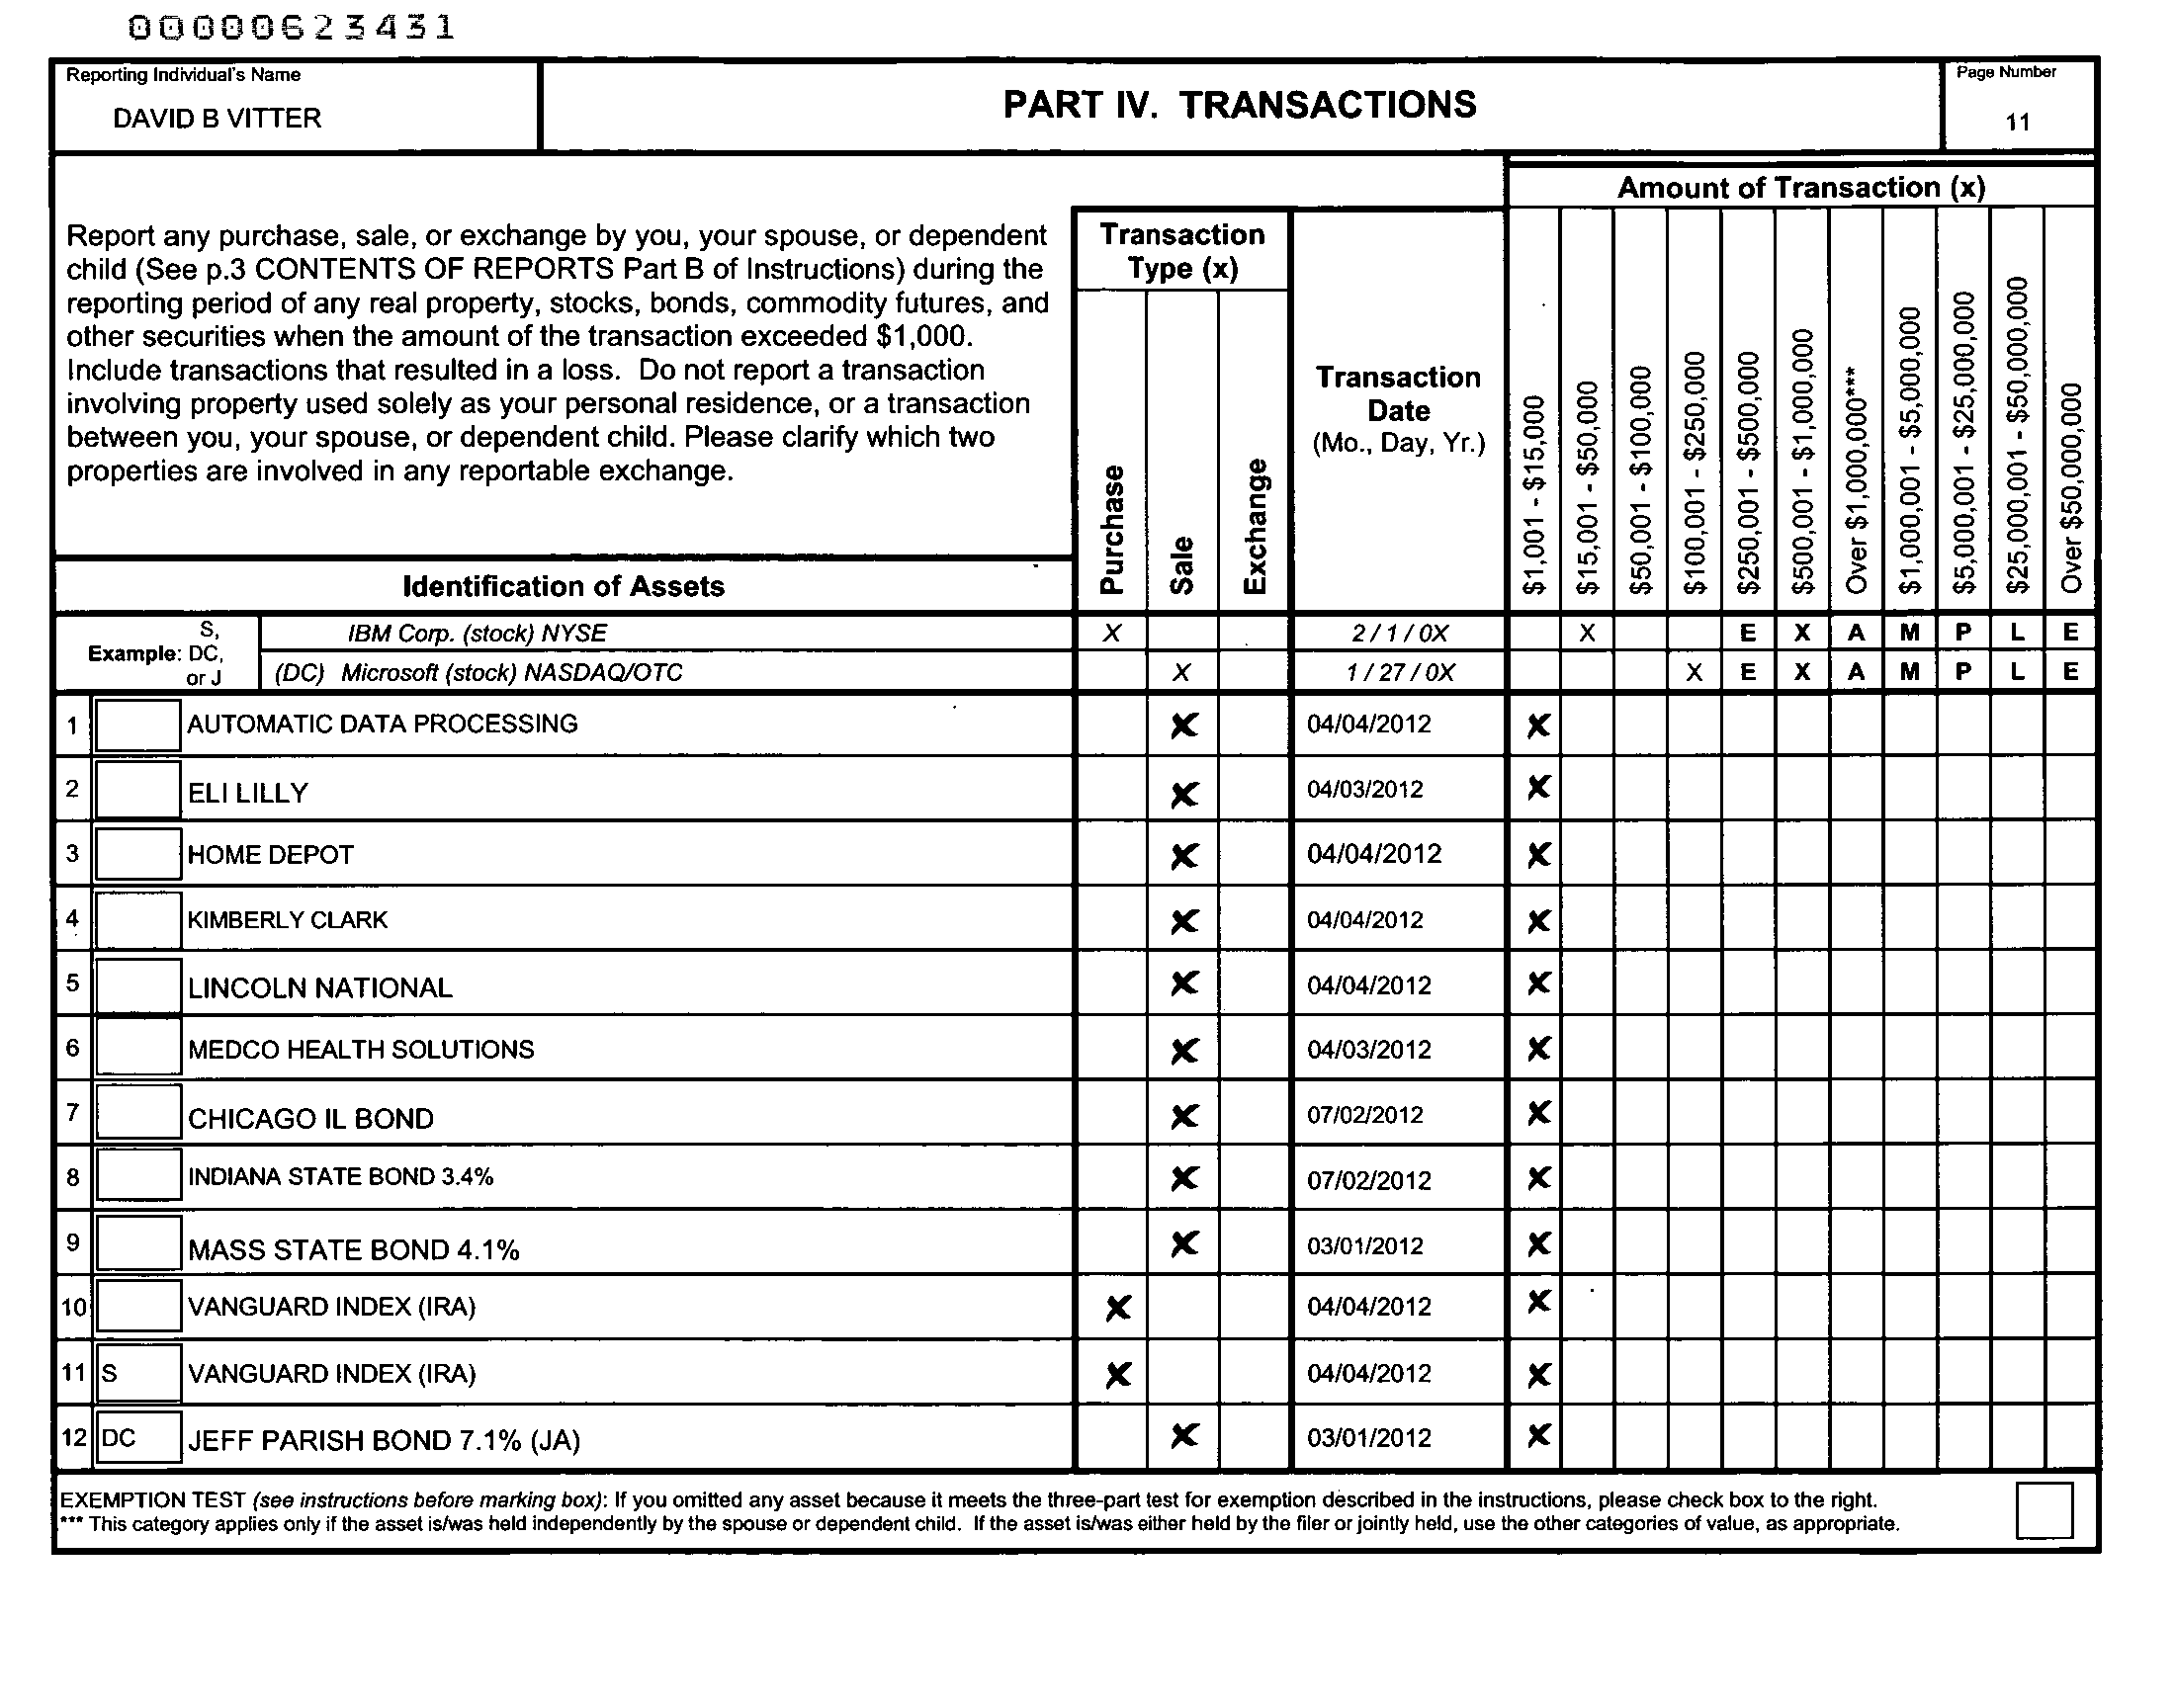 00000623431
Reporting Individual's Name
DAVID B VITTER
PART IV. TRANSACTIONS
Page Number
11
Amount of Transaction (x)
Report any purchase, sale, or exchange by you, your spouse, or dependent
child (See p.3 CONTENTS OF REPORTS Part B of Instructions) during the
reporting period of any real property, stocks, bonds, commodity futures, and
other securities when the amount of the transaction exceeded $1,000.
Include transactions that resulted in a loss. Do not report a transaction
involving property used solely as your personal residence, or a transaction
between you, your spouse, or dependent child. Please clarify which two
properties are involved in any reportable exchange.
Transaction
Type (x)
Purchase
Sale
Exchange
Transaction
Date
(Mo., Day, Yr.)
$1,001 - $15,000
$15,001 - $50,000
$50,001 - $100,000
$100,001 - $250,000
$250,001 - $500,000
$500,001 - $1,000,000
Over $1,000,000***
$1,000,001 - $5,000,000
$5,000,001 - $25,000,000
$25,000,001 - $50,000,000
Over $50,000,000
Identification of Assets
Example: S, DC, or J
IBM Corp. (stock) NYSE X 2 / 1 / 0X X E X A M P L E
(DC) Microsoft (stock) NASDAQ/OTC X 1 / 27 / 0X X E X A M P L E
1 AUTOMATIC DATA PROCESSING X 04/04/2012 X
2 ELI LILLY X 04/03/2012 X
3 HOME DEPOT X 04/04/2012 X
4 KIMBERLY CLARK X 04/04/2012 X
5 LINCOLN NATIONAL X 04/04/2012 X
6 MEDCO HEALTH SOLUTIONS X 04/03/2012 X
7 CHICAGO IL BOND X 07/02/2012 X
8 INDIANA STATE BOND 3.4% X 07/02/2012 X
9 MASS STATE BOND 4.1% X 03/01/2012 X
10 VANGUARD INDEX (IRA) X 04/04/2012 X
11 S VANGUARD INDEX (IRA) X 04/04/2012 X
12 DC JEFF PARISH BOND 7.1% (JA) X 03/01/2012 X
EXEMPTION TEST (see instructions before marking box): If you omitted any asset because it meets the three-part test for exemption described in the instructions, please check box to the right.
*** This category applies only if the asset is/was held independently by the spouse or dependent child. If the asset is/was either held by the filer or jointly held, use the other categories of value, as appropriate.